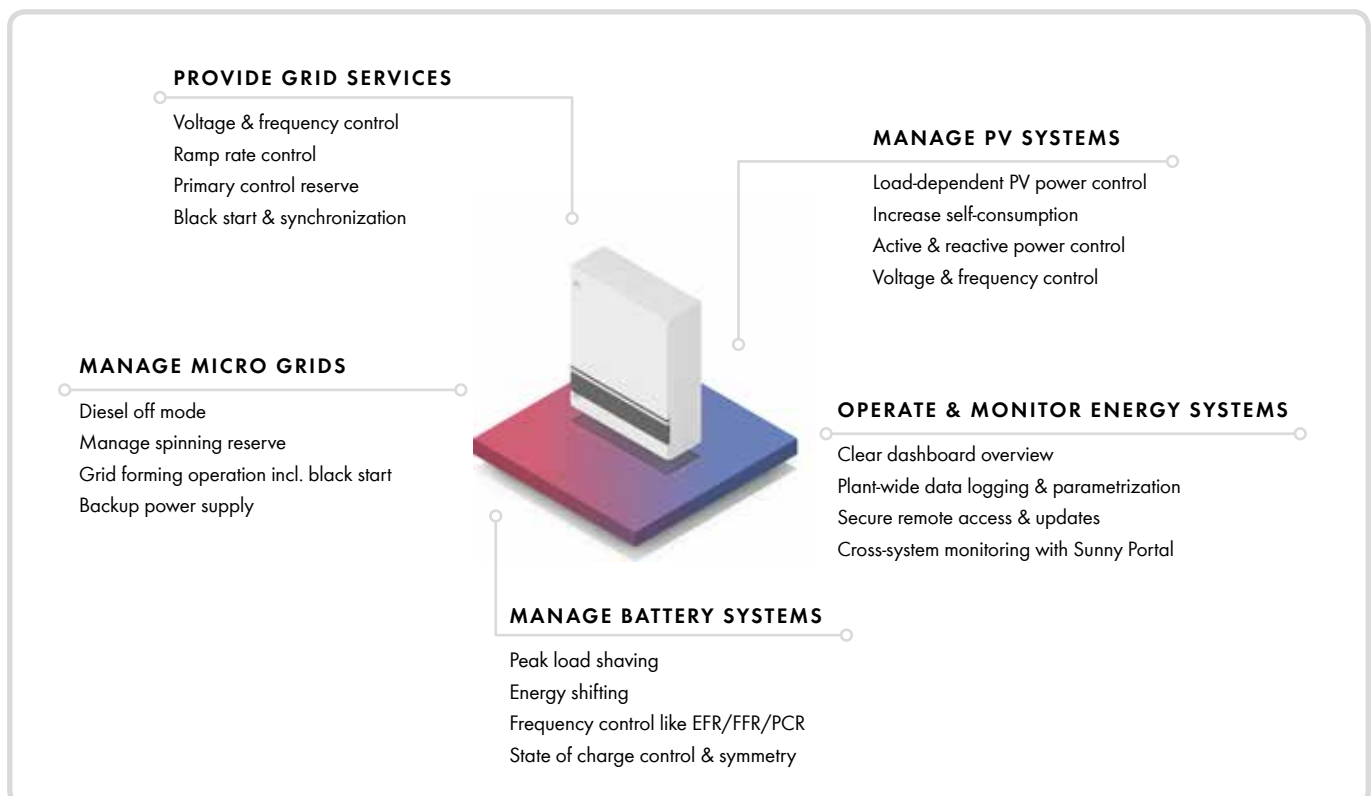 PROVIDE GRID SERVICES
Voltage & frequency control
Ramp rate control
Primary control reserve
Black start & synchronization
MANAGE PV SYSTEMS
Load-dependent PV power control
Increase self-consumption
Active & reactive power control
Voltage & frequency control
MANAGE MICRO GRIDS
Diesel off mode
Manage spinning reserve
Grid forming operation incl. black start
Backup power supply
OPERATE & MONITOR ENERGY SYSTEMS
Clear dashboard overview
Plant-wide data logging & parametrization
Secure remote access & updates
Cross-system monitoring with Sunny Portal
MANAGE BATTERY SYSTEMS
Peak load shaving
Energy shifting
Frequency control like EFR/FFR/PCR
State of charge control & symmetry